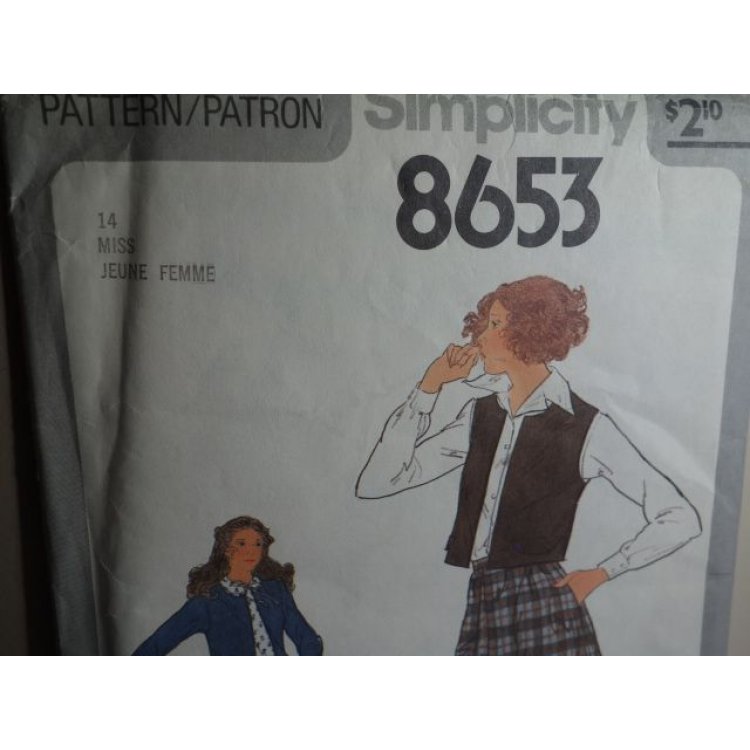 PATTERN/PATRON
Simplicity
$2.10
8653
14
MISS
JEUNE FEMME